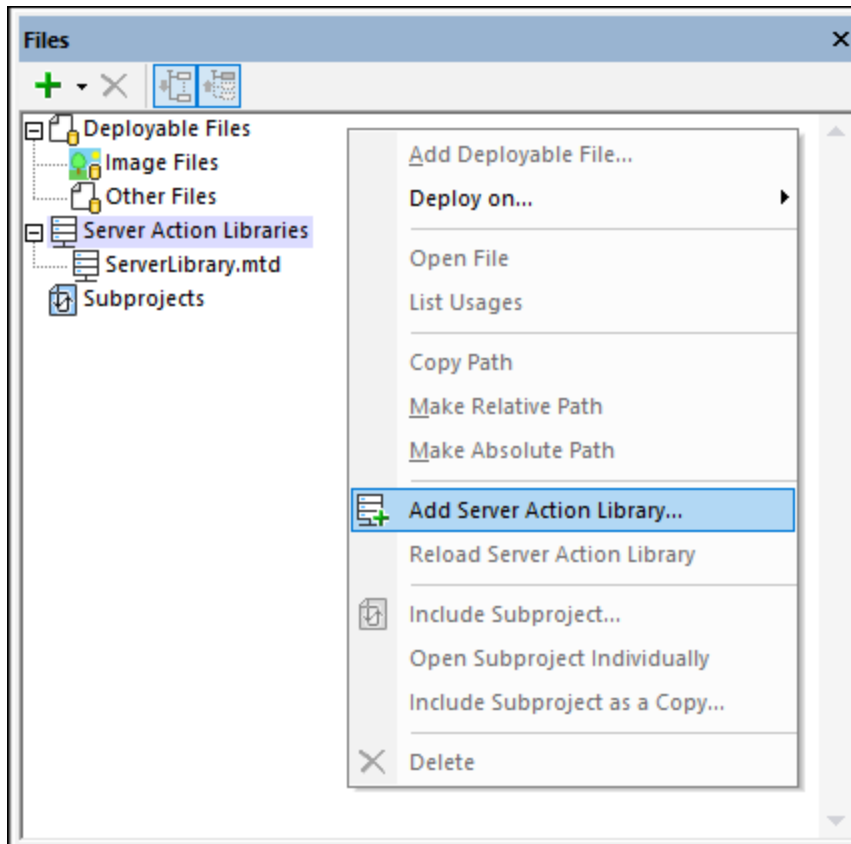 Files
Deployable Files
Image Files
Other Files
Server Action Libraries
ServerLibrary.mtd
Subprojects
Add Deployable File...
Deploy on...
Open File
List Usages
Copy Path
Make Relative Path
Make Absolute Path
Add Server Action Library...
Reload Server Action Library
Include Subproject...
Open Subproject Individually
Include Subproject as a Copy...
Delete